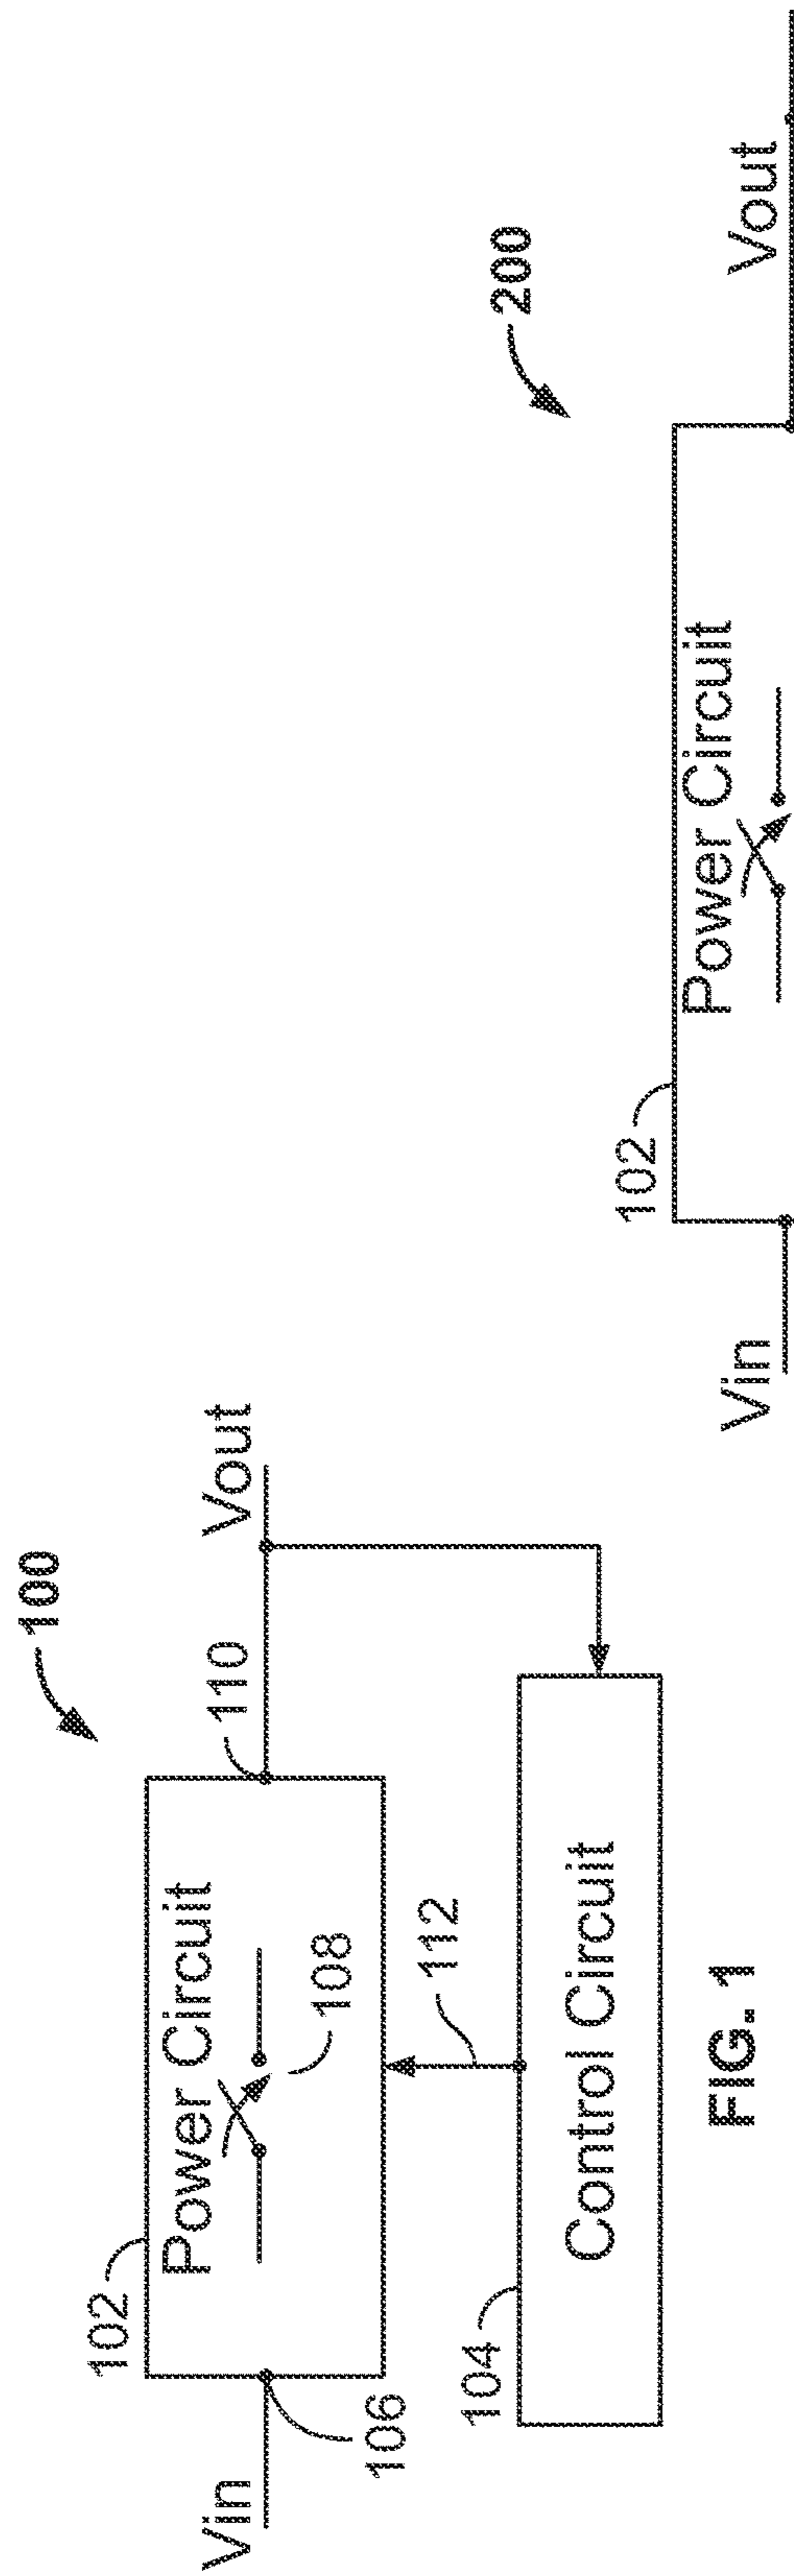 100
102
Power Circuit
Vin
Vout
106
108
110
112
104
Control Circuit
FIG. 1
200
102
Power Circuit
Vin
Vout